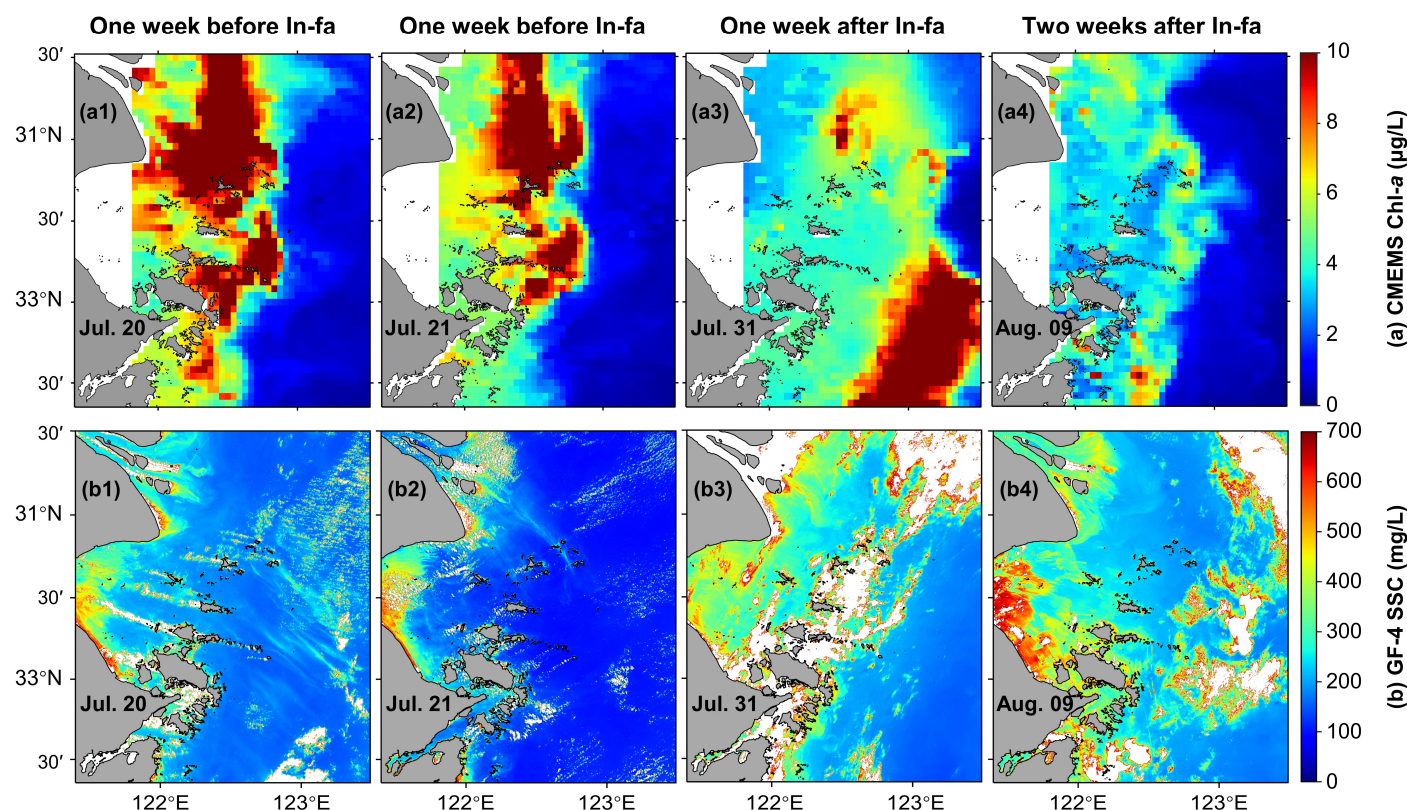 One week before In-fa
One week before In-fa
One week after In-fa
Two weeks after In-fa
30′
31°N
30′
33°N
30′
(a1)
Jul. 20
(a2)
Jul. 21
(a3)
Jul. 31
(a4)
Aug. 09
10
8
6
4
2
0
(a) CMEMS Chl-a (μg/L)
30′
31°N
30′
33°N
30′
(b1)
Jul. 20
(b2)
Jul. 21
(b3)
Jul. 31
(b4)
Aug. 09
700
600
500
400
300
200
100
0
(b) GF-4 SSC (mg/L)
122°E
123°E
122°E
123°E
122°E
123°E
122°E
123°E